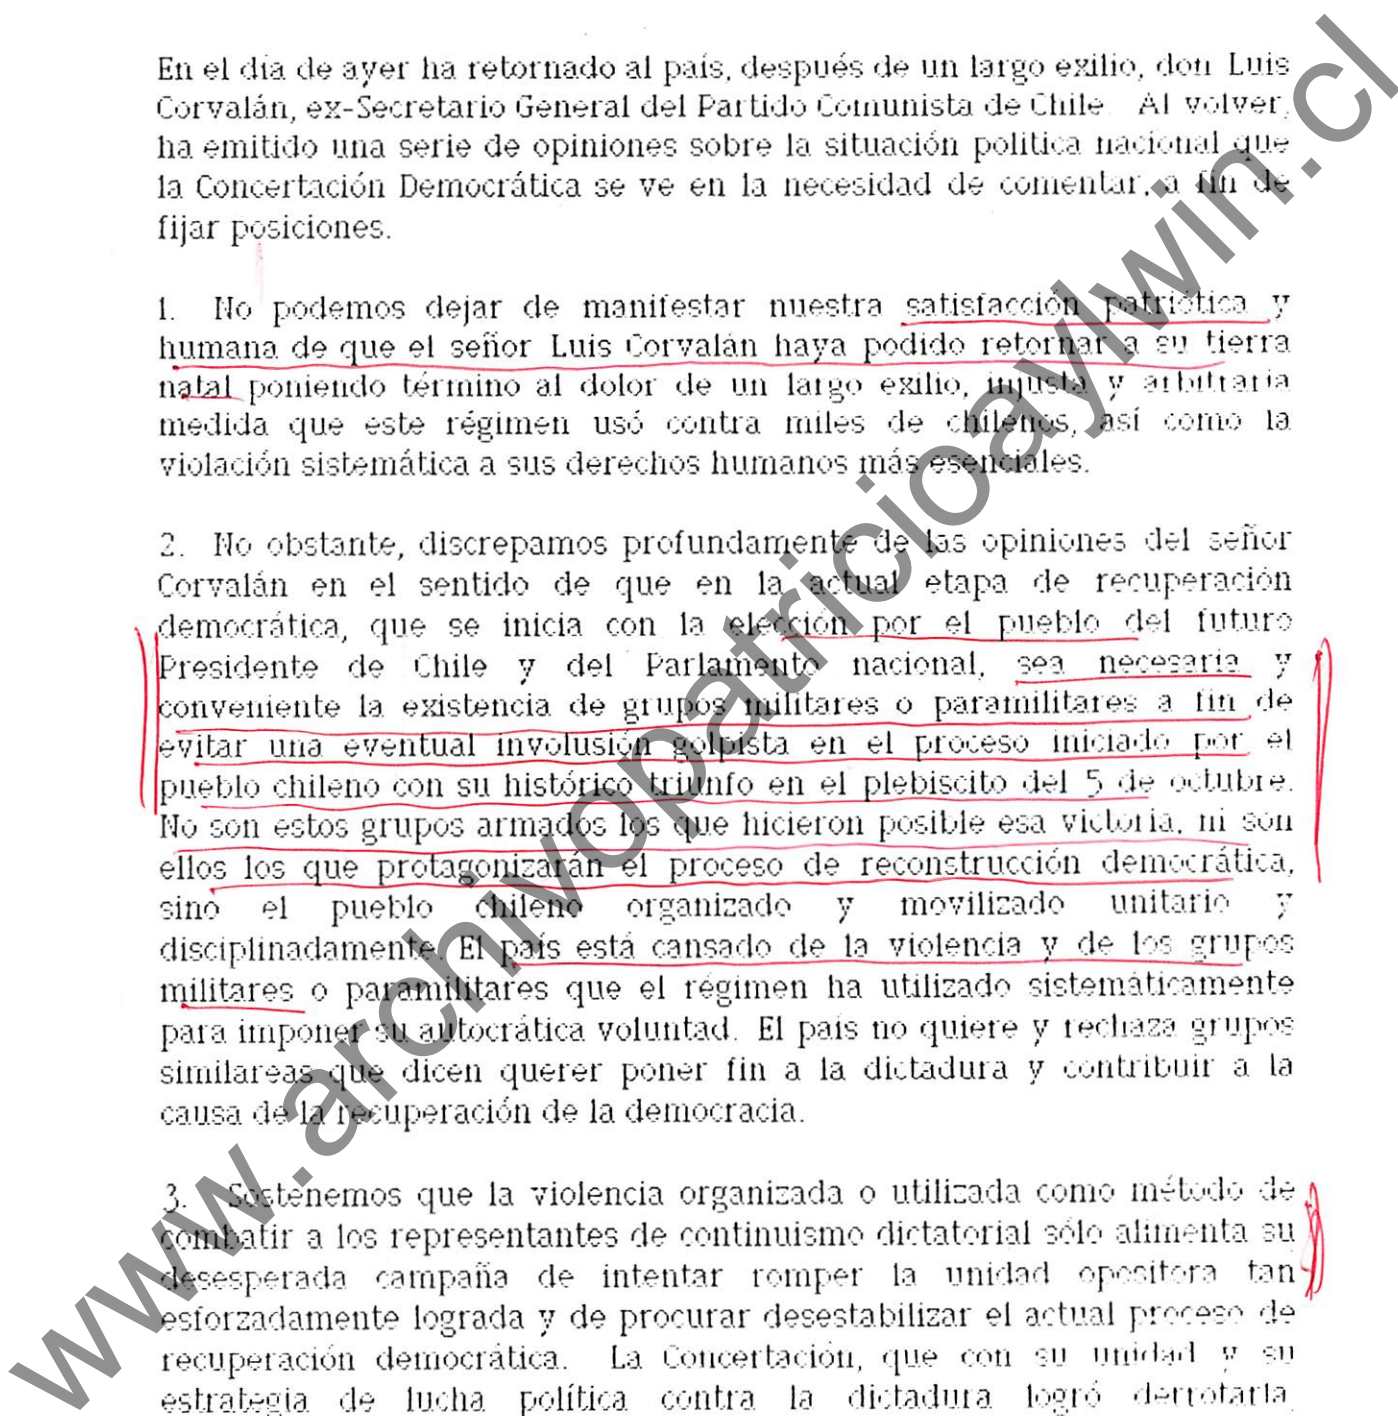 En el día de ayer ha retornado al país, después de un largo exilio, don Luis
Corvalán, ex-Secretario General del Partido Comunista de Chile. Al volver,
ha emitido una serie de opiniones sobre la situación política nacional que
la Concertación Democrática se ve en la necesidad de comentar, a fin de
fijar posiciones.
1. No podemos dejar de manifestar nuestra satisfacción patriótica y
humana de que el señor Luis Corvalán haya podido retornar a su tierra
natal poniendo término al dolor de un largo exilio, injusta y arbitraria
medida que este régimen usó contra miles de chilenos, así como la
violación sistemática a sus derechos humanos más esenciales.
2. No obstante, discrepamos profundamente de las opiniones del señor
Corvalán en el sentido de que en la actual etapa de recuperación
democrática, que se inicia con la elección por el pueblo del futuro
Presidente de Chile y del Parlamento nacional, sea necesaria y
conveniente la existencia de grupos militares o paramilitares a fin de
evitar una eventual involusión golpista en el proceso iniciado por el
pueblo chileno con su histórico triunfo en el plebiscito del 5 de octubre.
No son estos grupos armados los que hicieron posible esa victoria, ni son
ellos los que protagonizarán el proceso de reconstrucción democrática,
sino el pueblo chileno organizado y movilizado unitario y
disciplinadamente. El país está cansado de la violencia y de los grupos
militares o paramilitares que el régimen ha utilizado sistemáticamente
para imponer su autocrática voluntad. El país no quiere y rechaza grupos
similareas que dicen querer poner fin a la dictadura y contribuir a la
causa de la recuperación de la democracia.
3. Sostenemos que la violencia organizada o utilizada como método de
combatir a los representantes de continuismo dictatorial sólo alimenta su
desesperada campaña de intentar romper la unidad opositora tan
esforzadamente lograda y de procurar desestabilizar el actual proceso de
recuperación democrática. La Concertación, que con su unidad y su
estrategia de lucha política contra la dictadura logró derrotarla,
www.archivopatricioaylwin.cl